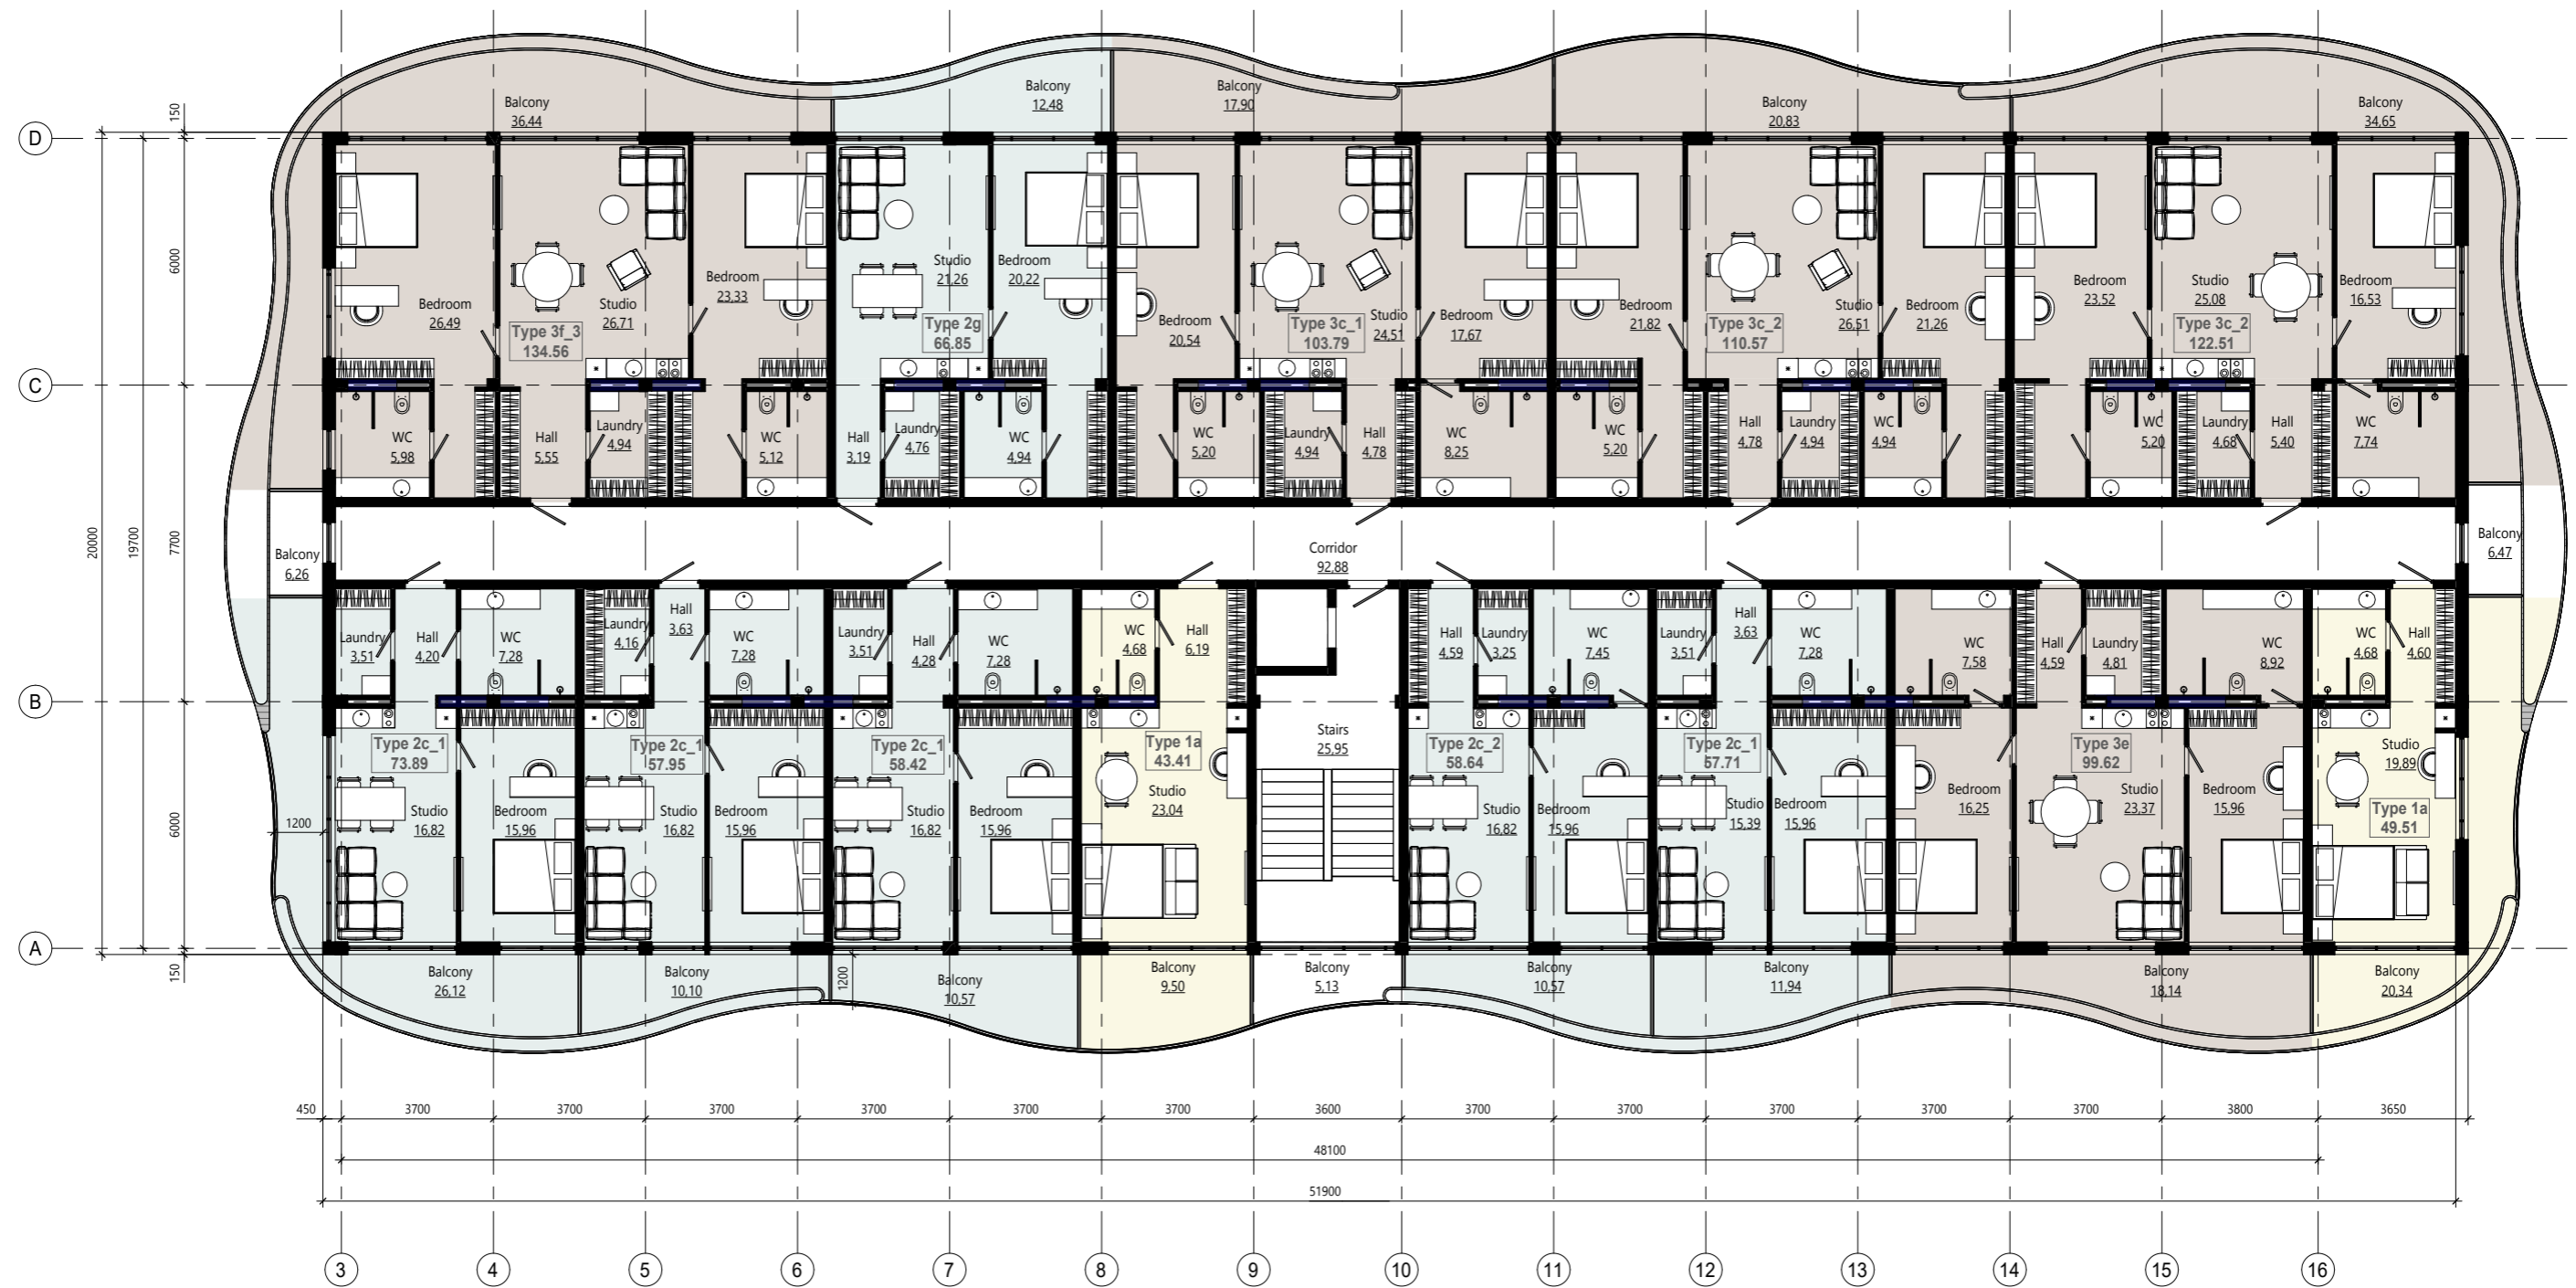 Balcony
36,44
Balcony
12,48
Balcony
17,90
Balcony
20,83
Balcony
34,65
150
D
6000
Bedroom
26,49
Studio
26,71
Type 3f_3
134.56
Bedroom
23,33
Studio
21,26
Type 2g
66.85
Bedroom
20,22
Bedroom
20,54
Type 3c_1
103.79
Studio
24,51
Bedroom
17,67
Bedroom
21,82
Type 3c_2
110.57
Studio
26,51
Bedroom
21,26
Bedroom
23,52
Studio
25,08
Type 3c_2
122.51
Bedroom
16,53
C
WC
5,98
Hall
5,55
Laundry
4,94
WC
5,12
Hall
3,19
Laundry
4,76
WC
4,94
WC
5,20
Laundry
4,94
Hall
4,78
WC
8,25
WC
5,20
Hall
4,78
Laundry
4,94
WC
4,94
WC
5,20
Laundry
4,68
Hall
5,40
WC
7,74
20000
19700
7700
Balcony
6,26
Corridor
92,88
Balcony
6,47
Laundry
3,51
Hall
4,20
WC
7,28
Laundry
4,16
Hall
3,63
WC
7,28
Laundry
3,51
Hall
4,28
WC
7,28
WC
4,68
Hall
6,19
Hall
4,59
Laundry
3,25
WC
7,45
Laundry
3,51
Hall
3,63
WC
7,28
WC
7,58
Hall
4,59
Laundry
4,81
WC
8,92
WC
4,68
Hall
4,60
B
Type 2c_1
73.89
Type 2c_1
57.95
Type 2c_1
58.42
Type 1a
43.41
Stairs
25,95
Type 2c_2
58.64
Type 2c_1
57.71
Type 3e
99.62
Studio
19,89
Type 1a
49.51
6000
1200
Studio
16,82
Bedroom
15,96
Studio
16,82
Bedroom
15,96
Studio
16,82
Bedroom
15,96
Studio
23,04
Studio
16,82
Bedroom
15,96
Studio
15,39
Bedroom
15,96
Bedroom
16,25
Studio
23,37
Bedroom
15,96
A
150
Balcony
26,12
Balcony
10,10
1200
Balcony
10,57
Balcony
9,50
Balcony
5,13
Balcony
10,57
Balcony
11,94
Balcony
18,14
Balcony
20,34
450 3700 3700 3700 3700 3700 3700 3600 3700 3700 3700 3700 3700 3800 3650
48100
51900
3 4 5 6 7 8 9 10 11 12 13 14 15 16